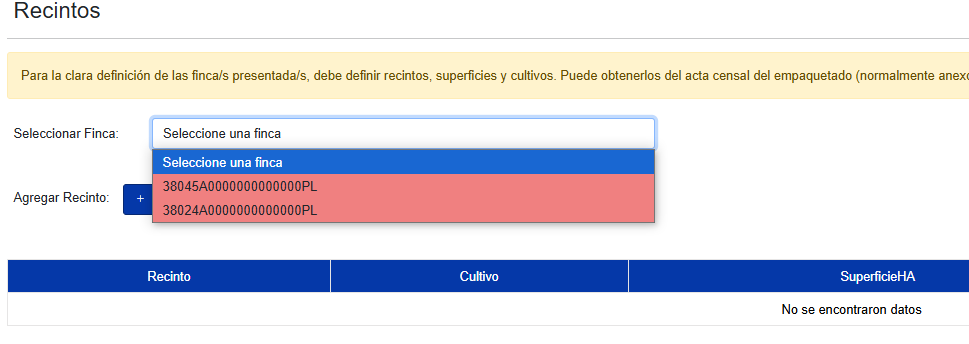 Recintos
Para la clara definición de las finca/s presentada/s, debe definir recintos, superficies y cultivos. Puede obtenerlos del acta censal del empaquetado (normalmente anexo
Seleccionar Finca:
Seleccione una finca
Seleccione una finca
38045A0000000000000PL
38024A0000000000000PL
Agregar Recinto:
+
Recinto Cultivo SuperficieHA
No se encontraron datos